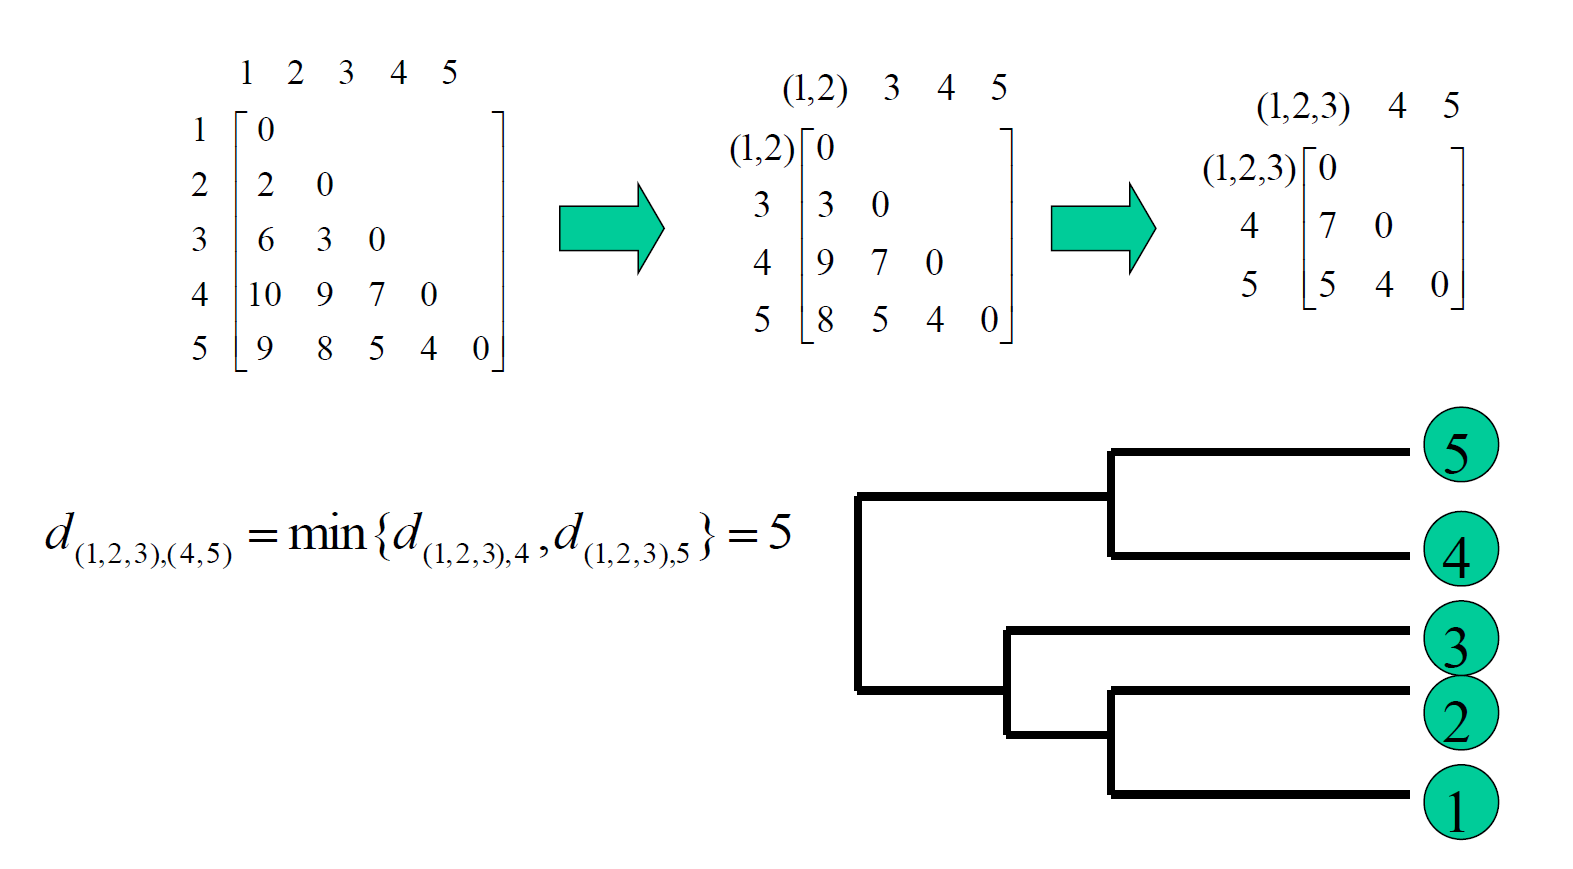 1 2 3 4 5
1 0
2 2 0
3 6 3 0
4 10 9 7 0
5 9 8 5 4 0
(1,2) 3 4 5
(1,2) 0
3 3 0
4 9 7 0
5 8 5 4 0
(1,2,3) 4 5
(1,2,3) 0
4 7 0
5 5 4 0
d(1,2,3),(4,5) = min{d(1,2,3),4 ,d(1,2,3),5} = 5
5
4
3
2
1